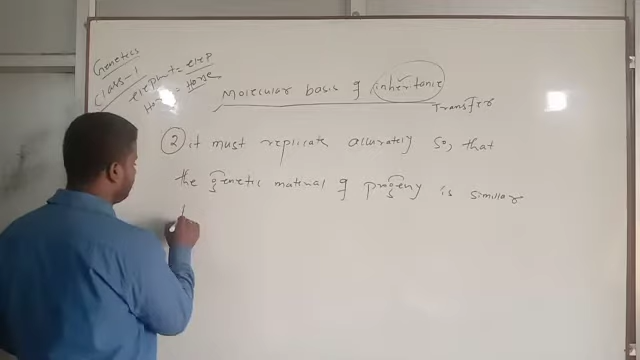 Genetics
Class-1
elephant = elep
Horse = Horse
Molecular basis of inheritance
Transfer
② it must replicate accurately so, that
the genetic material of progeny is similar